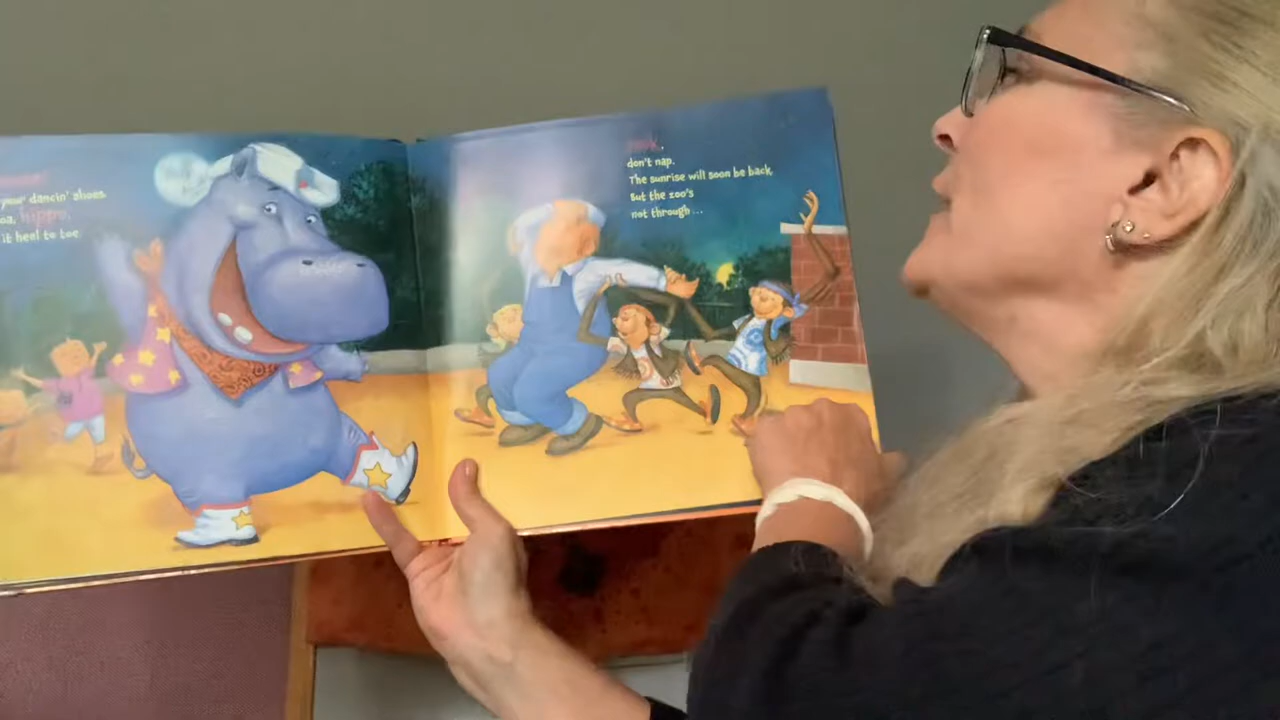 your dancin' shoes
hippo,
it heel to toe.
don't nap.
The sunrise will soon be back,
but the zoo's
not through...